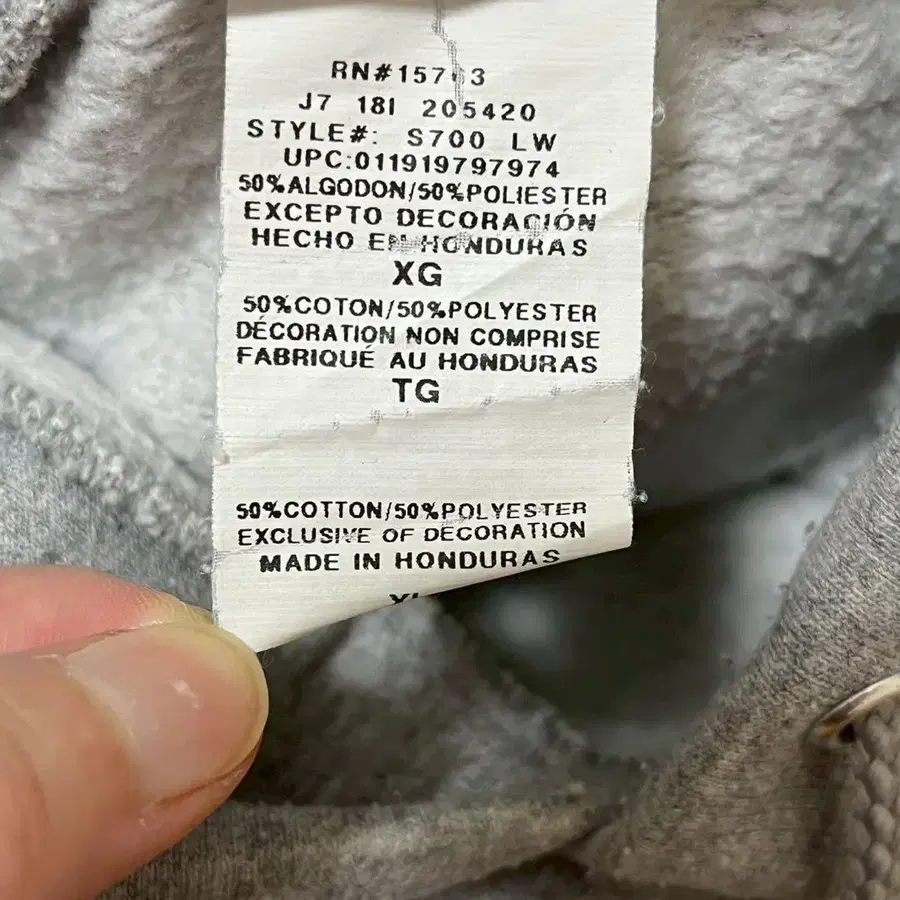 J7 18I 205420
STYLE#: S700 LW
UPC:011919797974
50%ALGODON/50%POLIESTER
EXCEPTO DECORACIÓN
HECHO EN HONDURAS
XG
50%COTON/50%POLYESTER
DÉCORATION NON COMPRISE
FABRIQUÉ AU HONDURAS
TG
50%COTTON/50%POLYESTER
EXCLUSIVE OF DECORATION
MADE IN HONDURAS